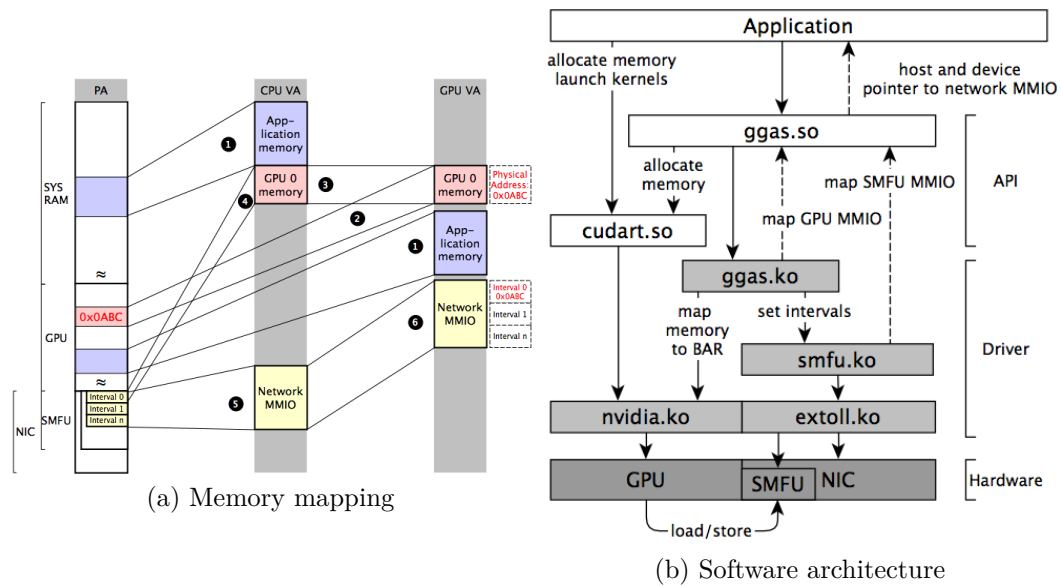 PA
CPU VA
GPU VA
SYS
RAM
GPU
NIC
SMFU
0x0ABC
≈
≈
Interval 0
Interval 1
Interval n
1
App-
lication
memory
GPU 0
memory
4
3
2
1
5
6
Network
MMIO
GPU 0
memory
App-
lication
memory
Network
MMIO
Physical
Address:
0x0ABC
Interval 0
0x0ABC
Interval 1
Interval n
(a) Memory mapping
Application
allocate memory
launch kernels
host and device
pointer to network MMIO
ggas.so
allocate
memory
map SMFU MMIO
API
map GPU MMIO
cudart.so
ggas.ko
map
memory
to BAR
set intervals
smfu.ko
Driver
nvidia.ko
extoll.ko
GPU
SMFU
NIC
Hardware
load/store
(b) Software architecture